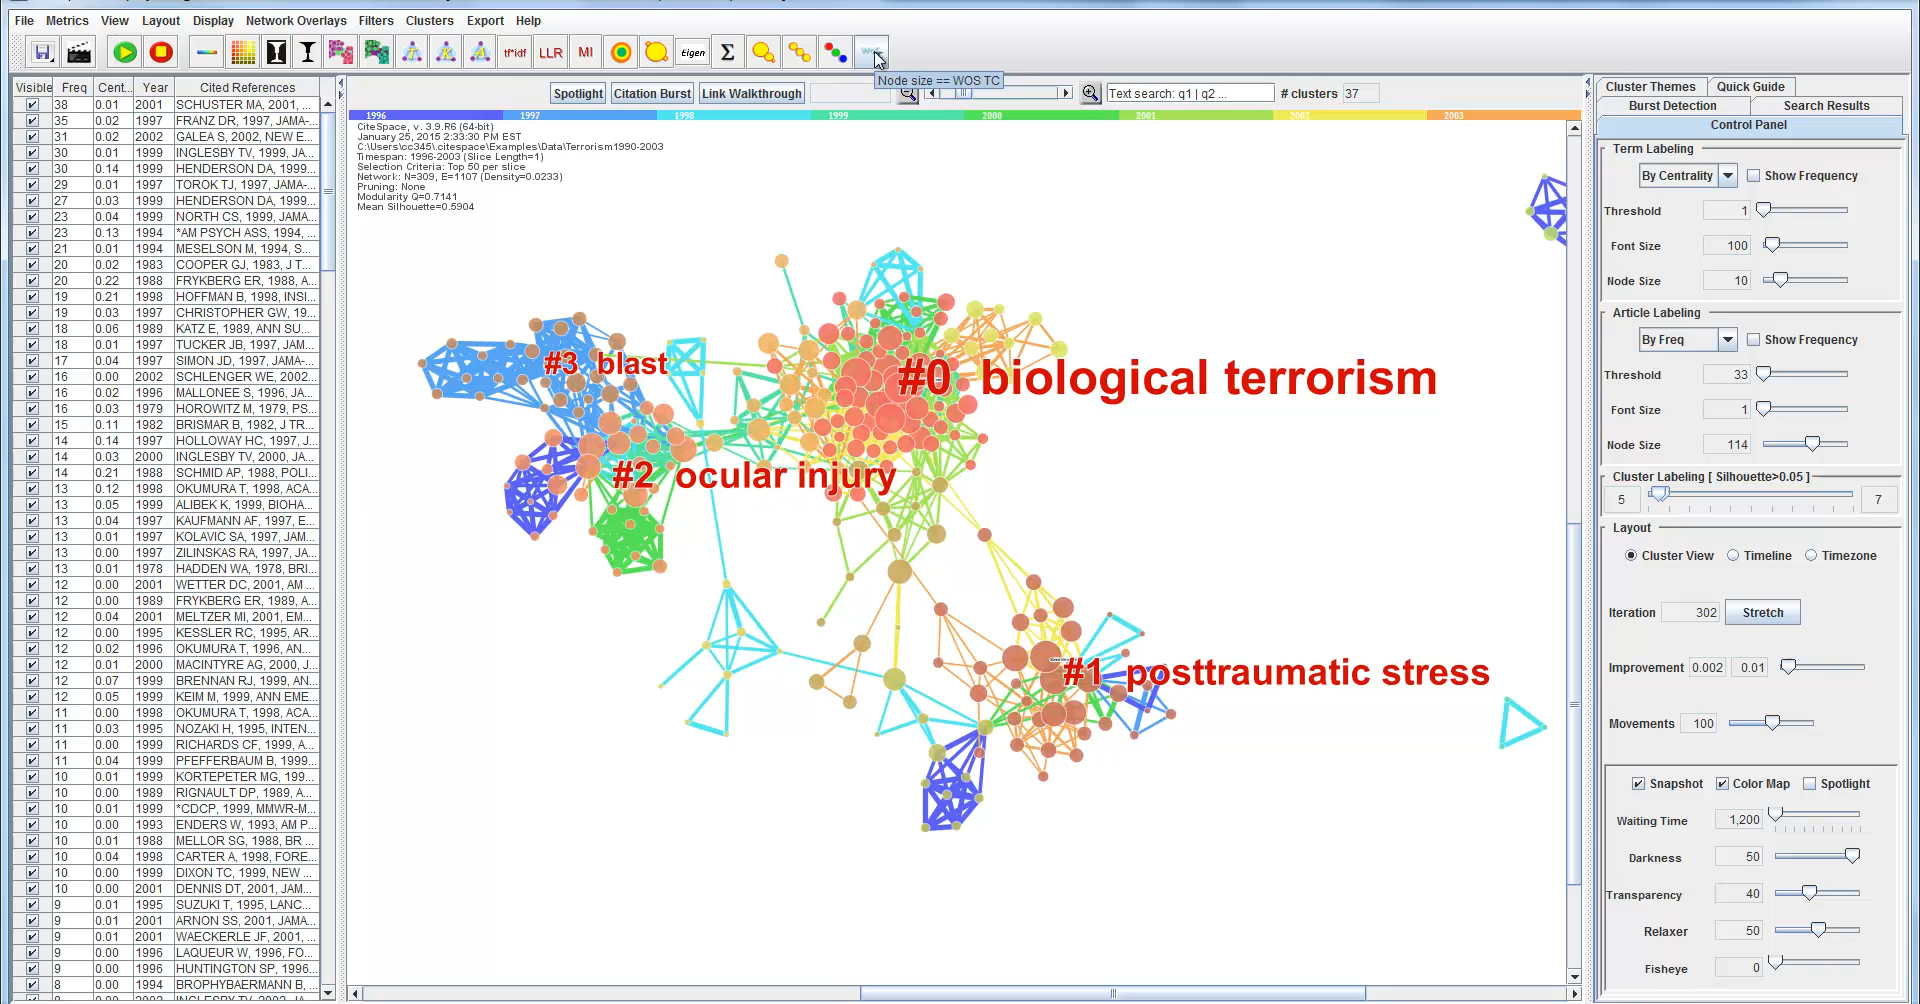 File Metrics View Layout Display Network Overlays Filters Clusters Export Help
tf*idf LLR MI Eigen Σ
Node size == WOS TC
Visible Freq Cent... Year Cited References
38 0.01 2001 SCHUSTER MA, 2001, ...
35 0.02 1997 FRANZ DR, 1997, JAMA-...
31 0.02 2002 GALEA S, 2002, NEW E...
30 0.01 1999 INGLESBY TV, 1999, JA...
30 0.14 1999 HENDERSON DA, 1999...
29 0.01 1997 TOROK TJ, 1997, JAMA-...
27 0.03 1999 HENDERSON DA, 1999...
23 0.04 1999 NORTH CS, 1999, JAMA...
23 0.13 1994 *AM PSYCH ASS, 1994, ...
21 0.01 1994 MESELSON M, 1994, S...
20 0.02 1983 COOPER GJ, 1983, J T...
20 0.22 1988 FRYKBERG ER, 1988, A...
19 0.21 1998 HOFFMAN B, 1998, INSI...
19 0.03 1997 CHRISTOPHER GW, 19...
18 0.06 1989 KATZ E, 1989, ANN SU...
18 0.01 1997 TUCKER JB, 1997, JAM...
17 0.04 1997 SIMON JD, 1997, JAMA-...
16 0.00 2002 SCHLENGER WE, 2002...
16 0.02 1996 MALLONEE S, 1996, JA...
16 0.03 1979 HOROWITZ M, 1979, PS...
15 0.11 1982 BRISMAR B, 1982, J TR...
14 0.14 1997 HOLLOWAY HC, 1997, J...
14 0.03 2000 INGLESBY TV, 2000, JA...
14 0.21 1988 SCHMID AP, 1988, POLI...
13 0.12 1998 OKUMURA T, 1998, ACA...
13 0.05 1999 ALIBEK K, 1999, BIOHA...
13 0.04 1997 KAUFMANN AF, 1997, E...
13 0.01 1997 KOLAVIC SA, 1997, JAM...
13 0.00 1997 ZILINSKAS RA, 1997, JA...
13 0.01 1978 HADDEN WA, 1978, BRI...
12 0.00 2001 WETTER DC, 2001, AM ...
12 0.00 1989 FRYKBERG ER, 1989, A...
12 0.04 2001 MELTZER MI, 2001, EM...
12 0.00 1995 KESSLER RC, 1995, AR...
12 0.02 1996 OKUMURA T, 1996, AN...
12 0.01 2000 MACINTYRE AG, 2000, J...
12 0.07 1999 BRENNAN RJ, 1999, AN...
12 0.05 1999 KEIM M, 1999, ANN EME...
11 0.00 1998 OKUMURA T, 1998, ACA...
11 0.03 1995 NOZAKI H, 1995, INTEN...
11 0.00 1999 RICHARDS CF, 1999, A...
11 0.04 1999 PFEFFERBAUM B, 1999...
10 0.01 1999 KORTEPETER MG, 199...
10 0.00 1989 RIGNAULT DP, 1989, A...
10 0.01 1999 *CDCP, 1999, MMWR-M...
10 0.00 1993 ENDERS W, 1993, AM P...
10 0.01 1988 MELLOR SG, 1988, BR ...
10 0.04 1998 CARTER A, 1998, FORE...
10 0.00 1999 DIXON TC, 1999, NEW ...
10 0.00 2001 DENNIS DT, 2001, JAM...
9 0.01 1995 SUZUKI T, 1995, LANC...
9 0.01 2001 ARNON SS, 2001, JAMA...
9 0.01 2001 WAECKERLE JF, 2001, ...
9 0.00 1996 LAQUEUR W, 1996, FO...
9 0.00 1996 HUNTINGTON SP, 1996...
8 0.00 1994 BROPHYBAERMANN B, ...
Spotlight Citation Burst Link Walkthrough Text search: q1 | q2 ... # clusters 37
1996 1997 1998 1999 2000 2001 2002 2003
CiteSpace, v. 3.9.R6 (64-bit)
January 25, 2015 2:33:30 PM EST
C:\Users\cc345\.citespace\Examples\Data\Terrorism1990-2003
Timespan: 1996-2003 (Slice Length=1)
Selection Criteria: Top 50 per slice
Network: N=309, E=1107 (Density=0.0233)
Pruning: None
Modularity Q=0.7141
Mean Silhouette=0.5904
#3 blast
#0 biological terrorism
#2 ocular injury
#1 posttraumatic stress
Cluster Themes Quick Guide
Burst Detection Search Results
Control Panel
Term Labeling
By Centrality Show Frequency
Threshold 1
Font Size 100
Node Size 10
Article Labeling
By Freq Show Frequency
Threshold 33
Font Size 1
Node Size 114
Cluster Labeling [ Silhouette>0.05 ]
5 7
Layout
Cluster View Timeline Timezone
Iteration 302 Stretch
Improvement 0.002 0.01
Movements 100
Snapshot Color Map Spotlight
Waiting Time 1,200
Darkness 50
Transparency 40
Relaxer 50
Fisheye 0